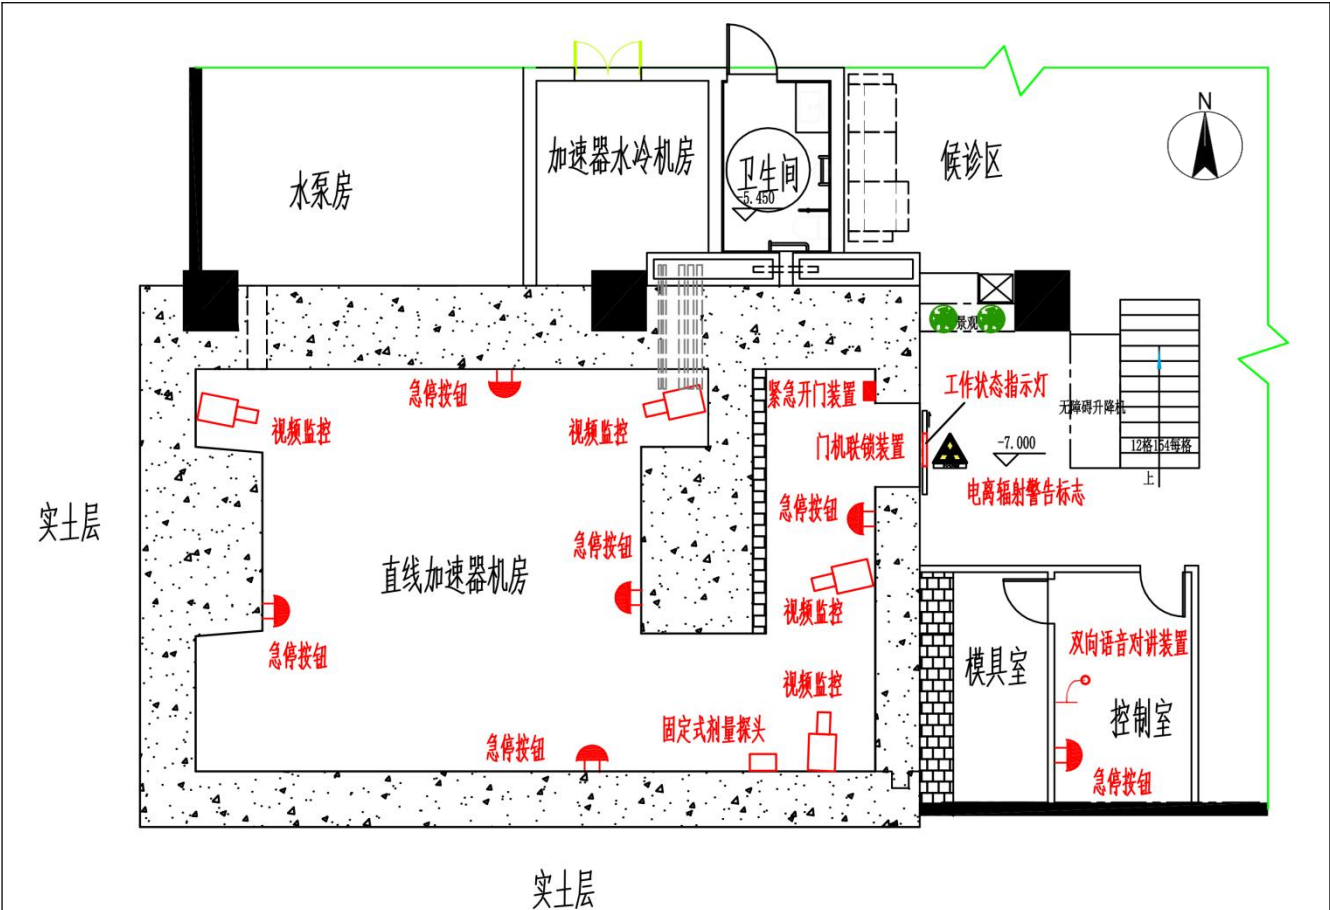 N
加速器水冷机房
卫生间
候诊区
水泵房
-5.450
景观
急停按钮
紧急开门装置
工作状态指示灯
无障碍升降机
视频监控
视频监控
门机联锁装置
-7.000
12格154每格
上
电离辐射警告标志
急停按钮
实土层
急停按钮
直线加速器机房
视频监控
急停按钮
双向语音对讲装置
模具室
视频监控
控制室
固定式剂量探头
急停按钮
急停按钮
实土层